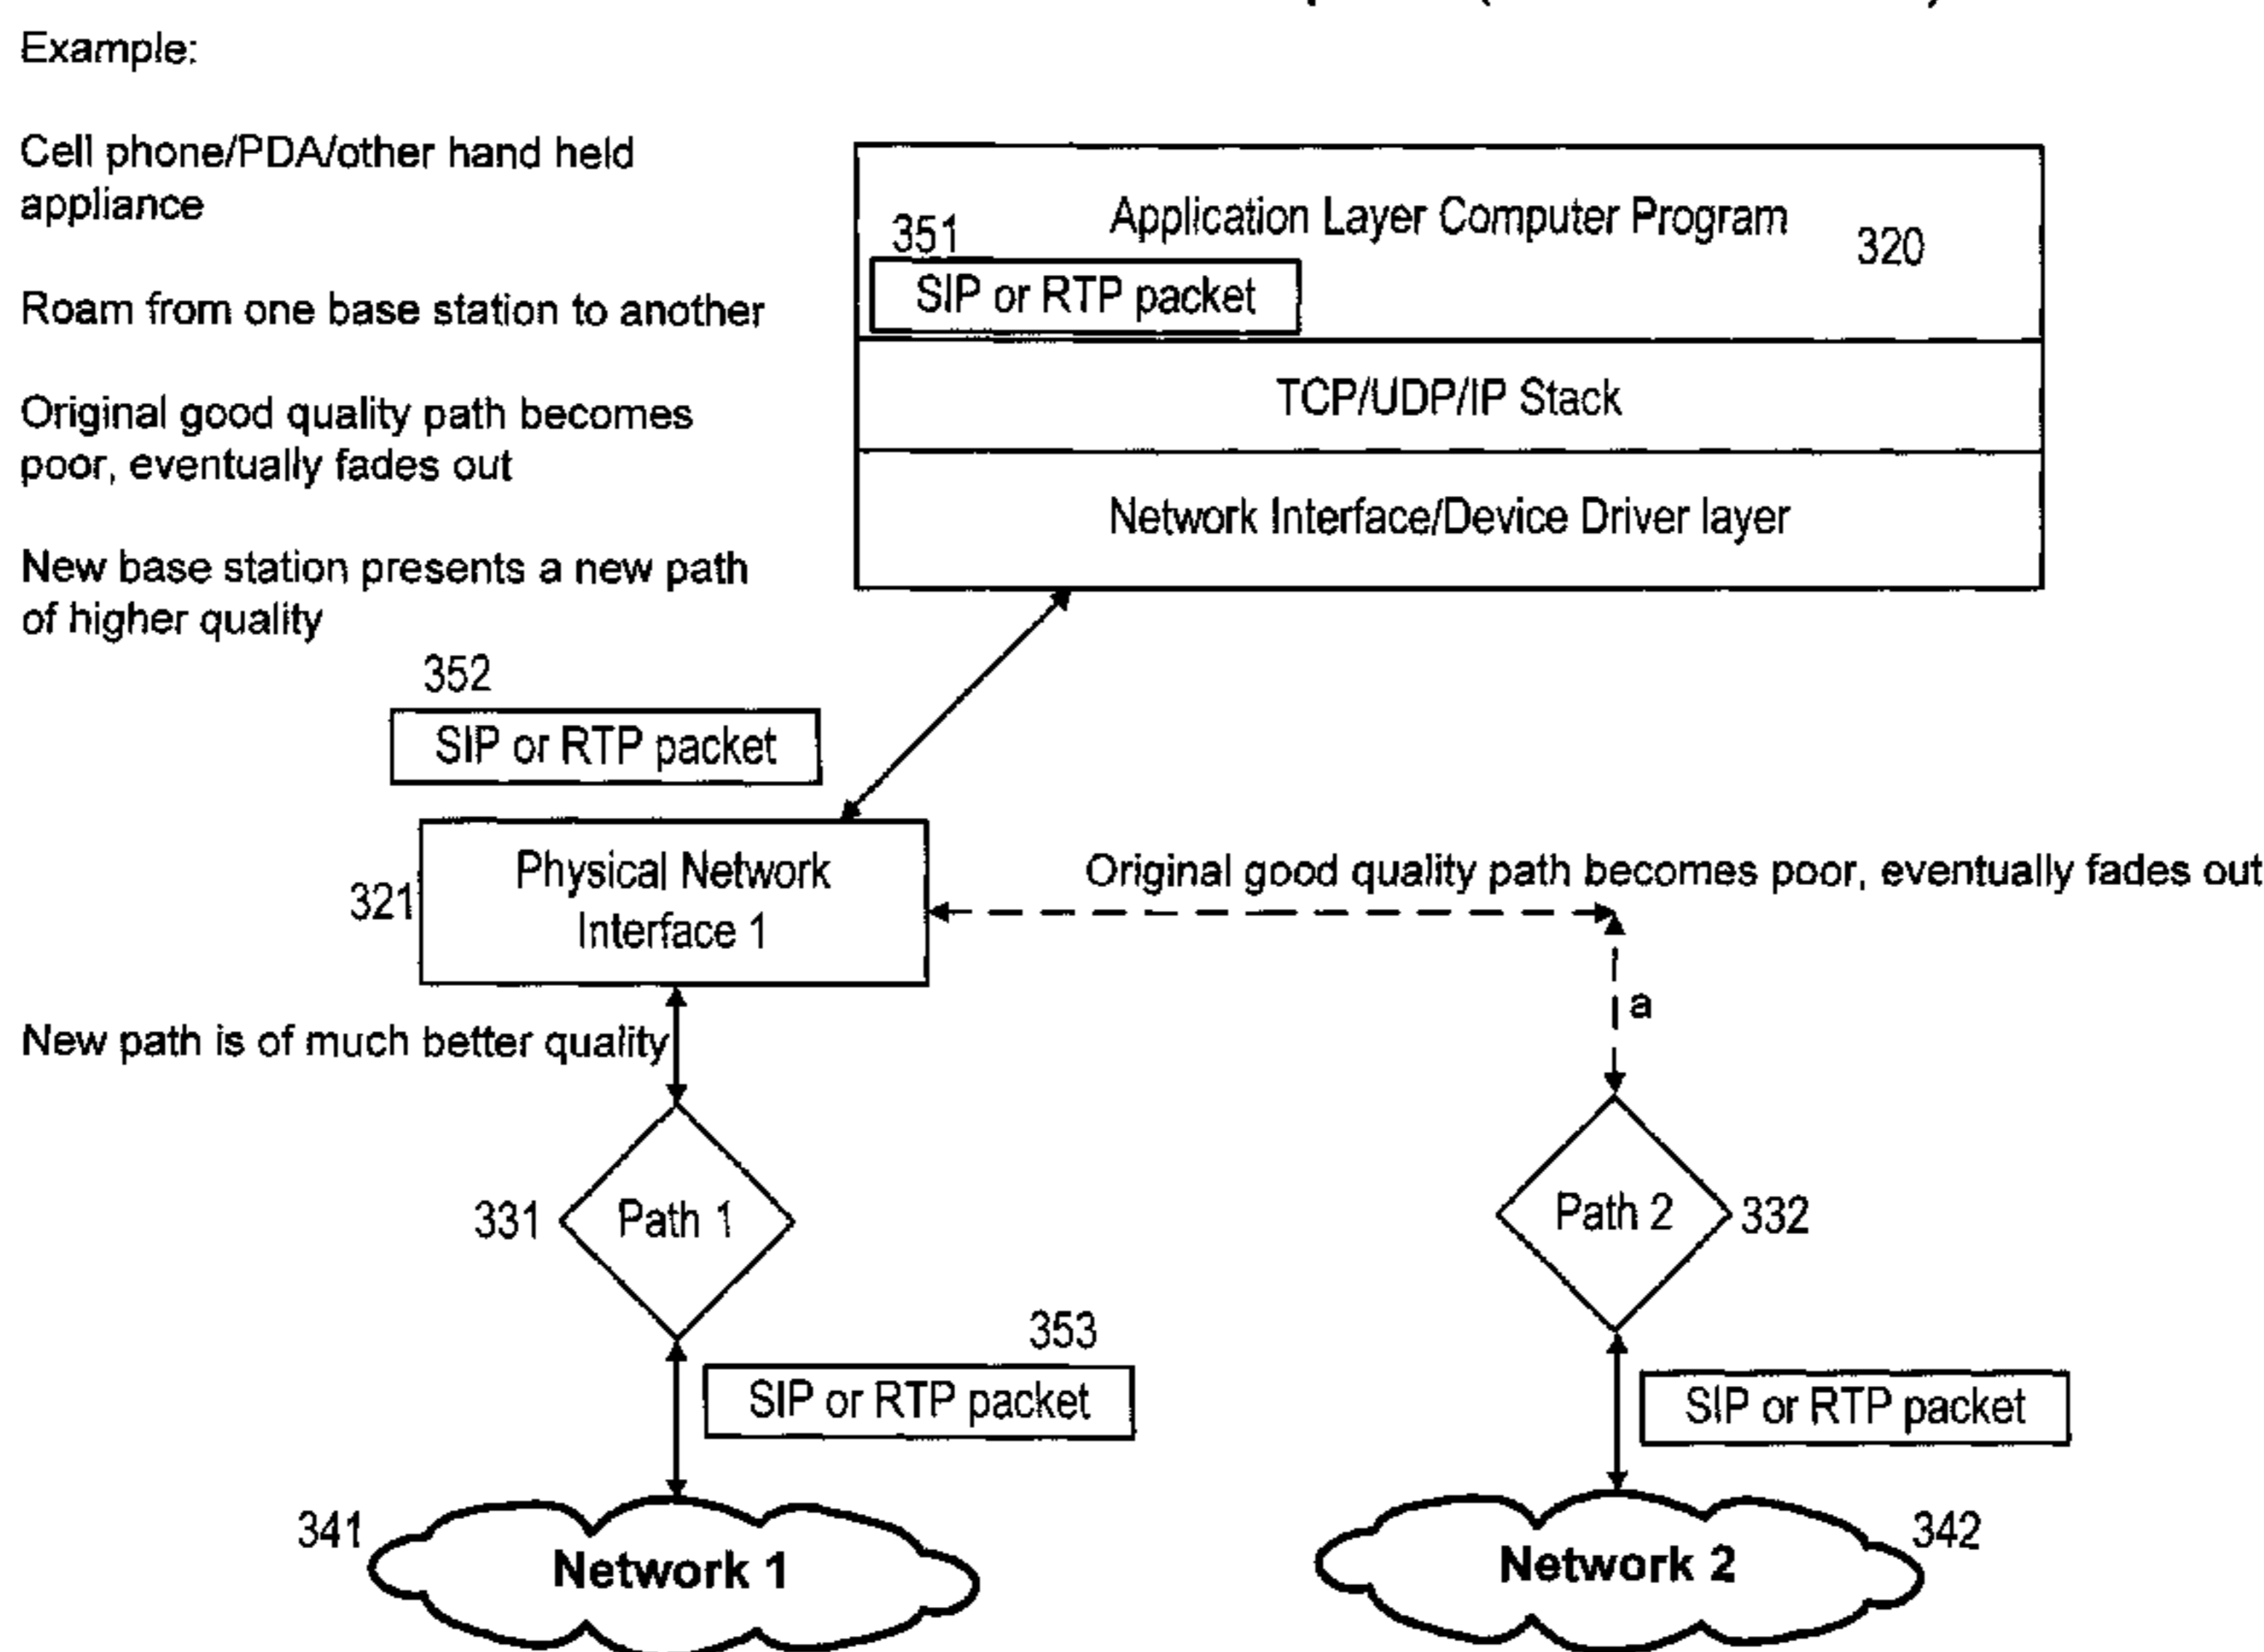 Example:
Cell phone/PDA/other hand held
appliance
Roam from one base station to another
Original good quality path becomes
poor, eventually fades out
New base station presents a new path
of higher quality
Application Layer Computer Program
320
351
SIP or RTP packet
TCP/UDP/IP Stack
Network Interface/Device Driver layer
352
SIP or RTP packet
321
Physical Network
Interface 1
Original good quality path becomes poor, eventually fades out
a
New path is of much better quality
331
Path 1
Path 2
332
353
SIP or RTP packet
SIP or RTP packet
341
Network 1
Network 2
342